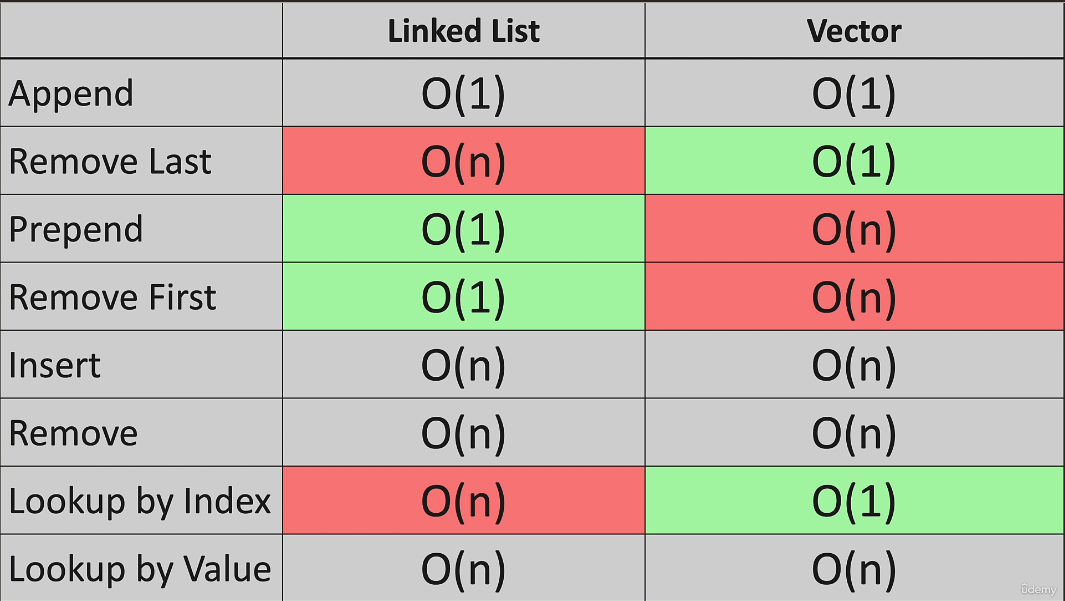 Linked List Vector
Append O(1) O(1)
Remove Last O(n) O(1)
Prepend O(1) O(n)
Remove First O(1) O(n)
Insert O(n) O(n)
Remove O(n) O(n)
Lookup by Index O(n) O(1)
Lookup by Value O(n) O(n)
ûdemy